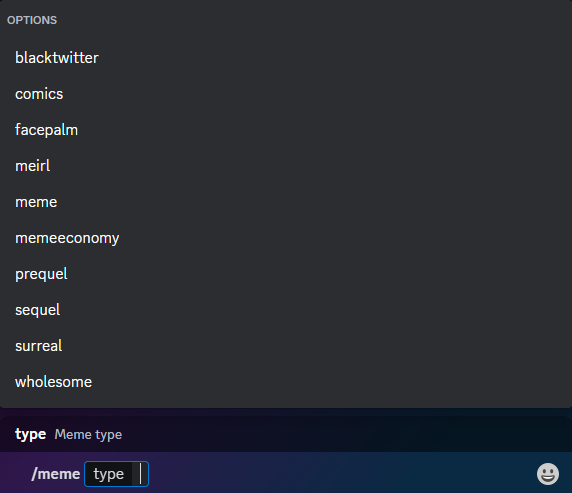 OPTIONS
blacktwitter
comics
facepalm
meirl
meme
memeeconomy
prequel
sequel
surreal
wholesome
type Meme type
/meme type